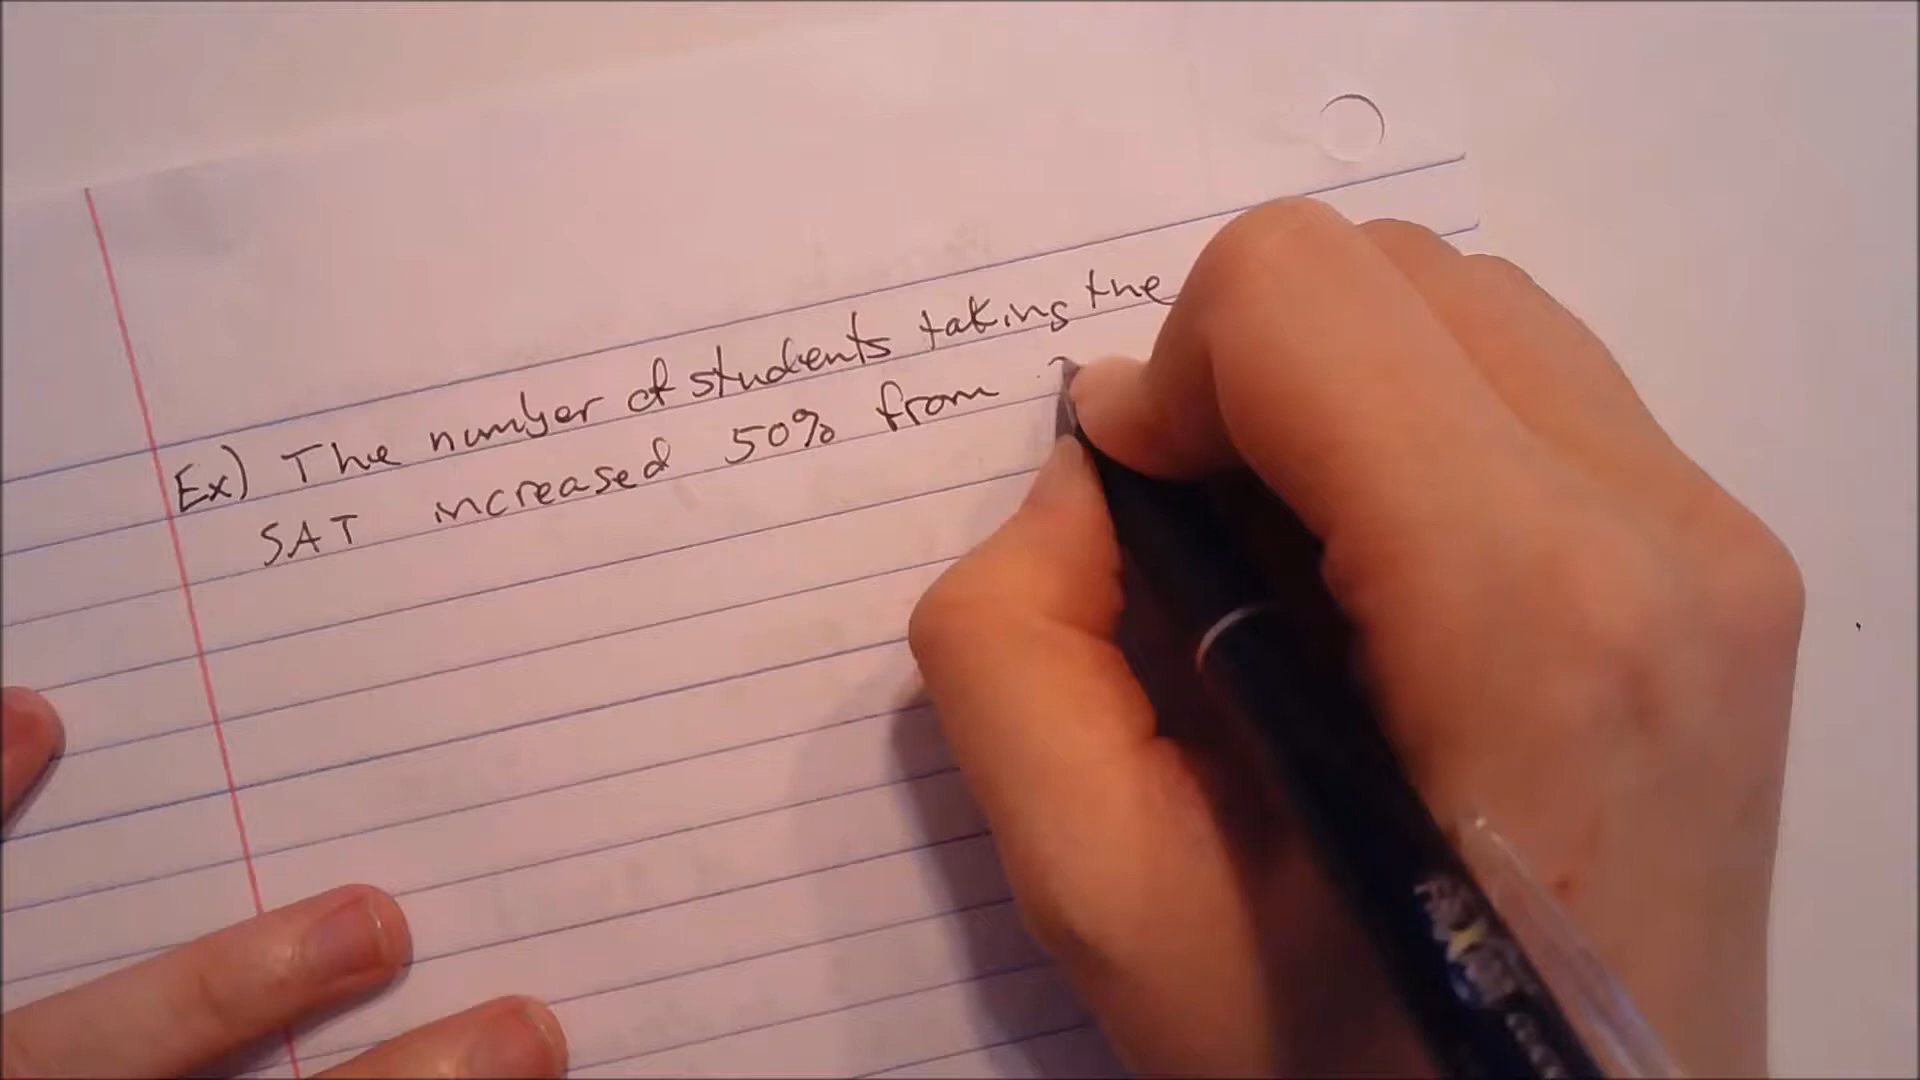 Ex) The number of students taking the
SAT increased 50% from